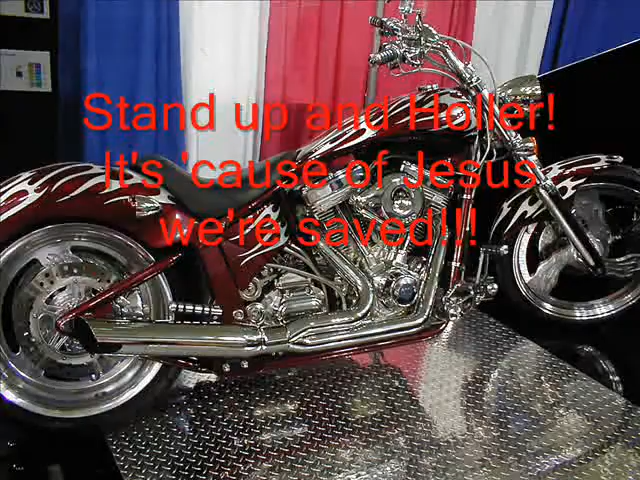 Stand up and Holler!
It's 'cause of Jesus
we're saved!!!